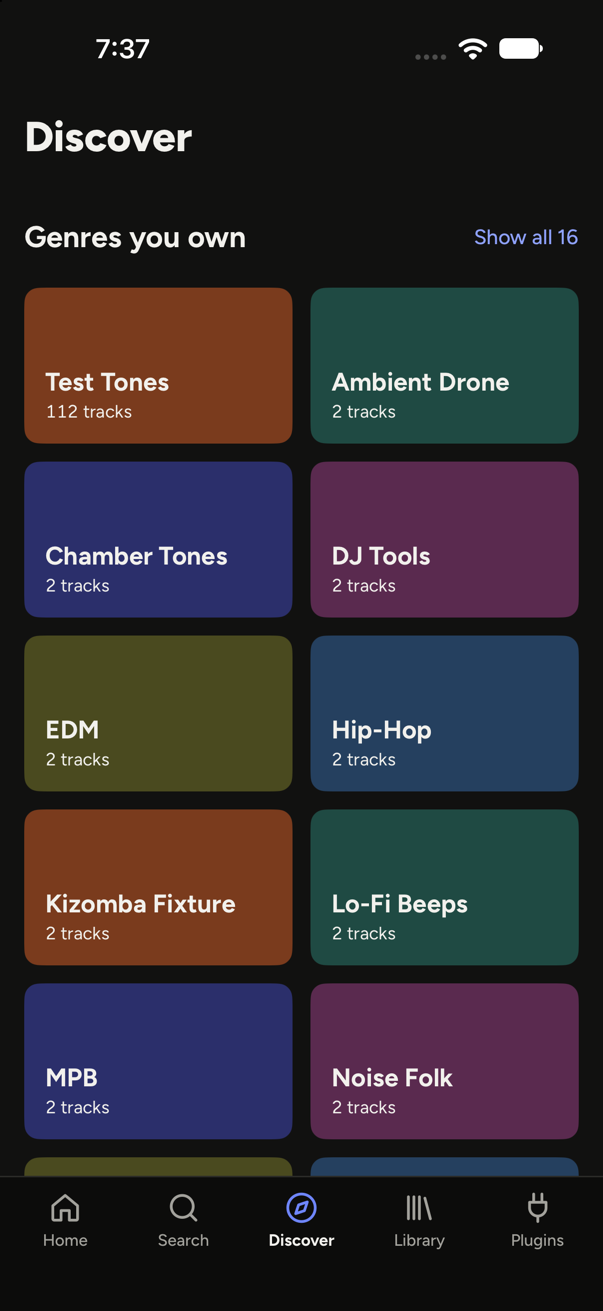 7:37
Discover
Genres you own
Show all 16
Test Tones
112 tracks
Ambient Drone
2 tracks
Chamber Tones
2 tracks
DJ Tools
2 tracks
EDM
2 tracks
Hip-Hop
2 tracks
Kizomba Fixture
2 tracks
Lo-Fi Beeps
2 tracks
MPB
2 tracks
Noise Folk
2 tracks
Home
Search
Discover
Library
Plugins